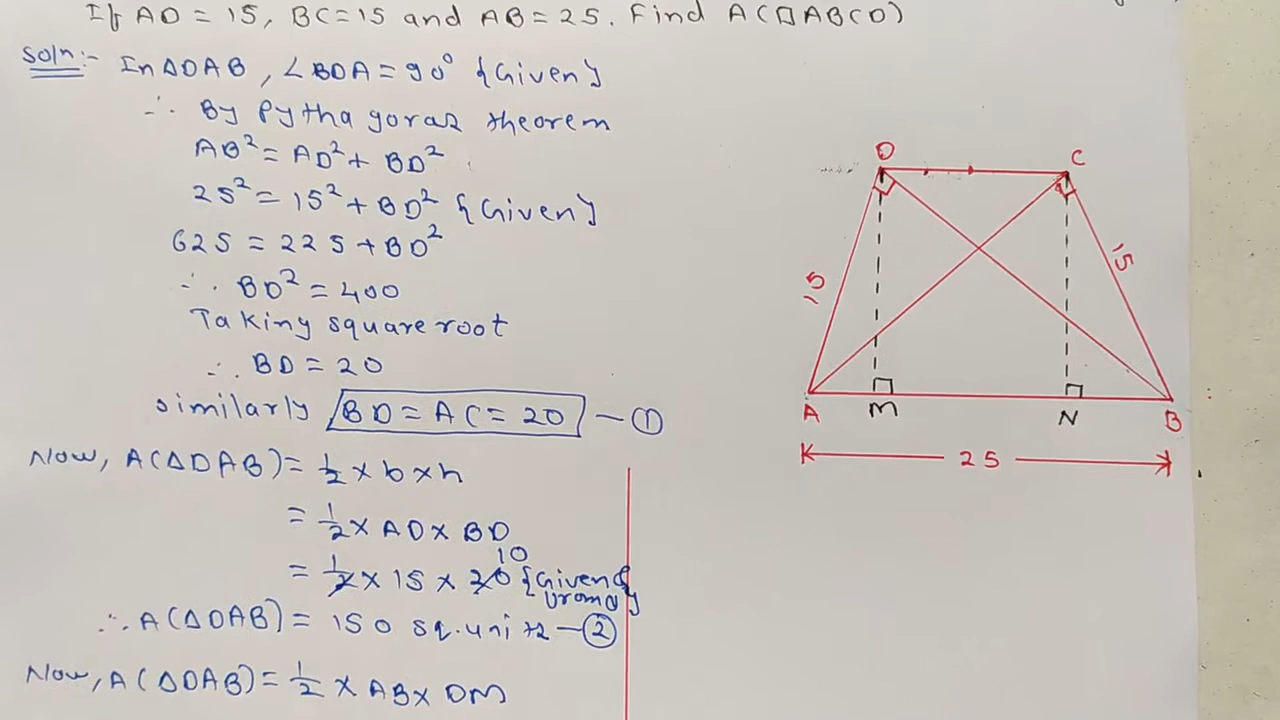 If AD = 15, BC = 15 and AB = 25. Find A(□ABCD)
Soln:- In ΔDAB, ∠BDA = 90° {Given}
∴ By Pythagoras theorem
AB² = AD² + BD²
25² = 15² + BD² {Given}
625 = 225 + BD²
∴ BD² = 400
Taking square root
∴ BD = 20
similarly BD = AC = 20 — ①
Now, A(ΔDAB) = 1/2 × b × h
= 1/2 × AD × BD
10
= 1/2 × 15 × 20 {Given & from ①}
∴ A(ΔDAB) = 150 sq. units — ②
Now, A(ΔDAB) = 1/2 × AB × DM
D C
15 15
A M N B
25